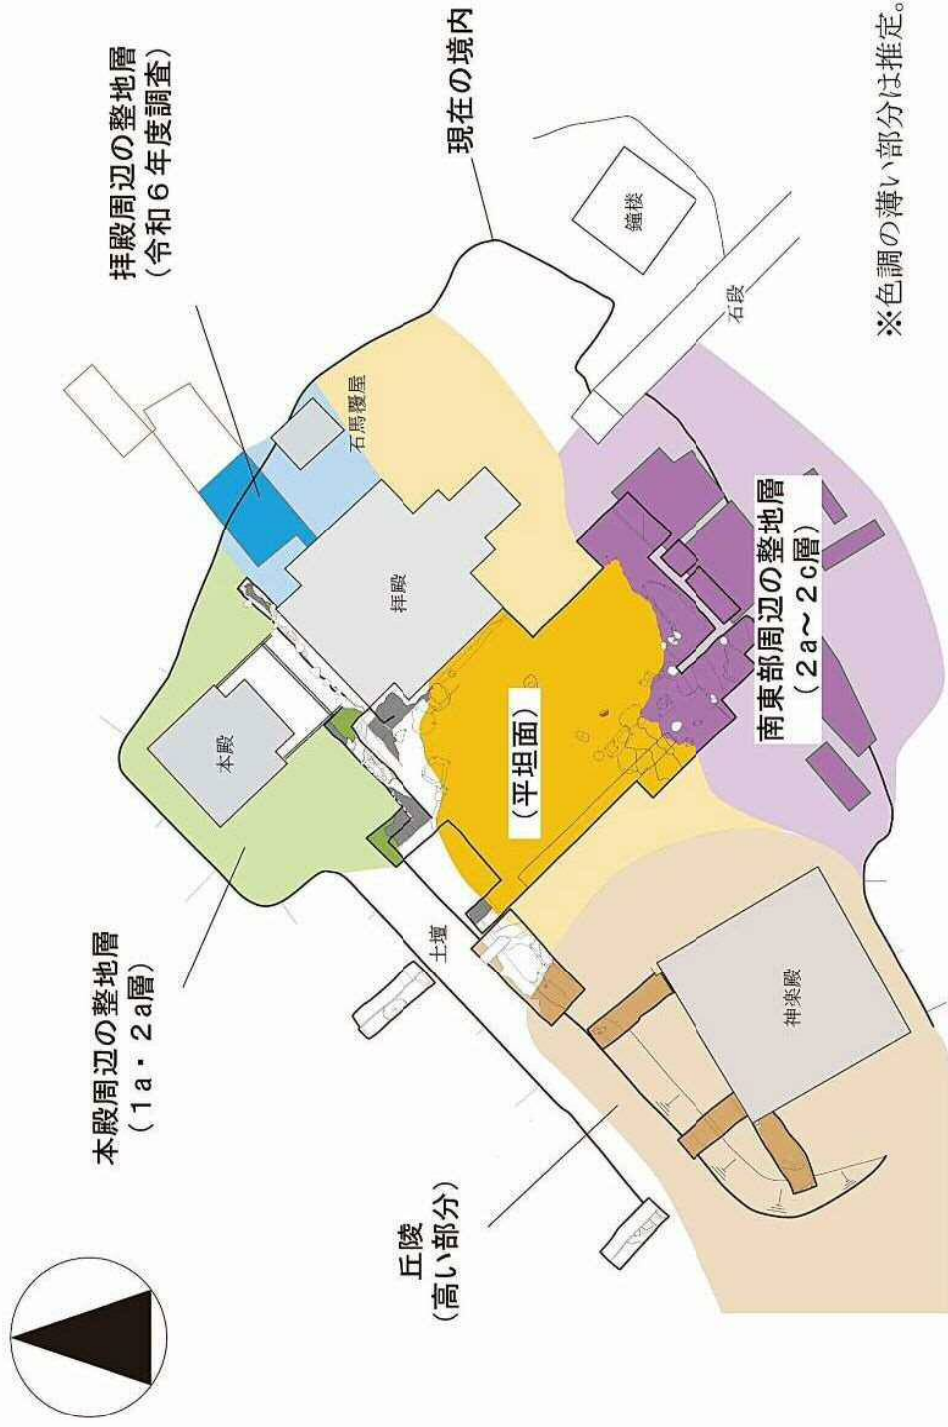 拝殿周辺の整地層
（令和６年度調査）
現在の境内
本殿周辺の整地層
（１ａ・２ａ層）
鐘楼
石段
石馬覆屋
拝殿
本殿
（平坦面）
土壇
南東部周辺の整地層
（２ａ～２ｃ層）
神楽殿
丘陵
（高い部分）
※色調の薄い部分は推定。